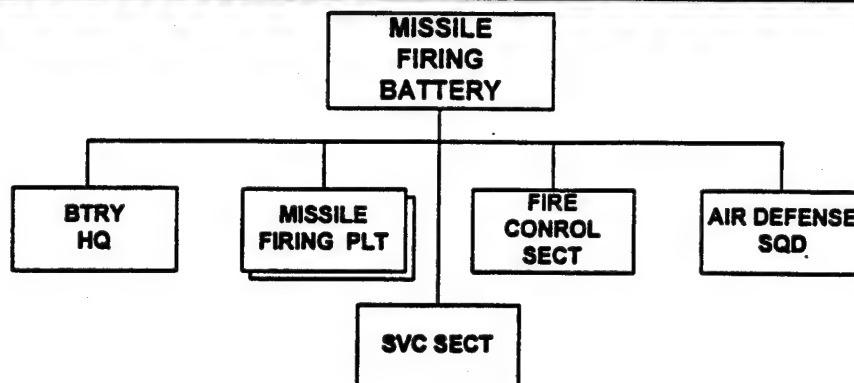 MISSILE
FIRING
BATTERY
BTRY
HQ
MISSILE
FIRING PLT
FIRE
CONROL
SECT
AIR DEFENSE
SQD
SVC SECT